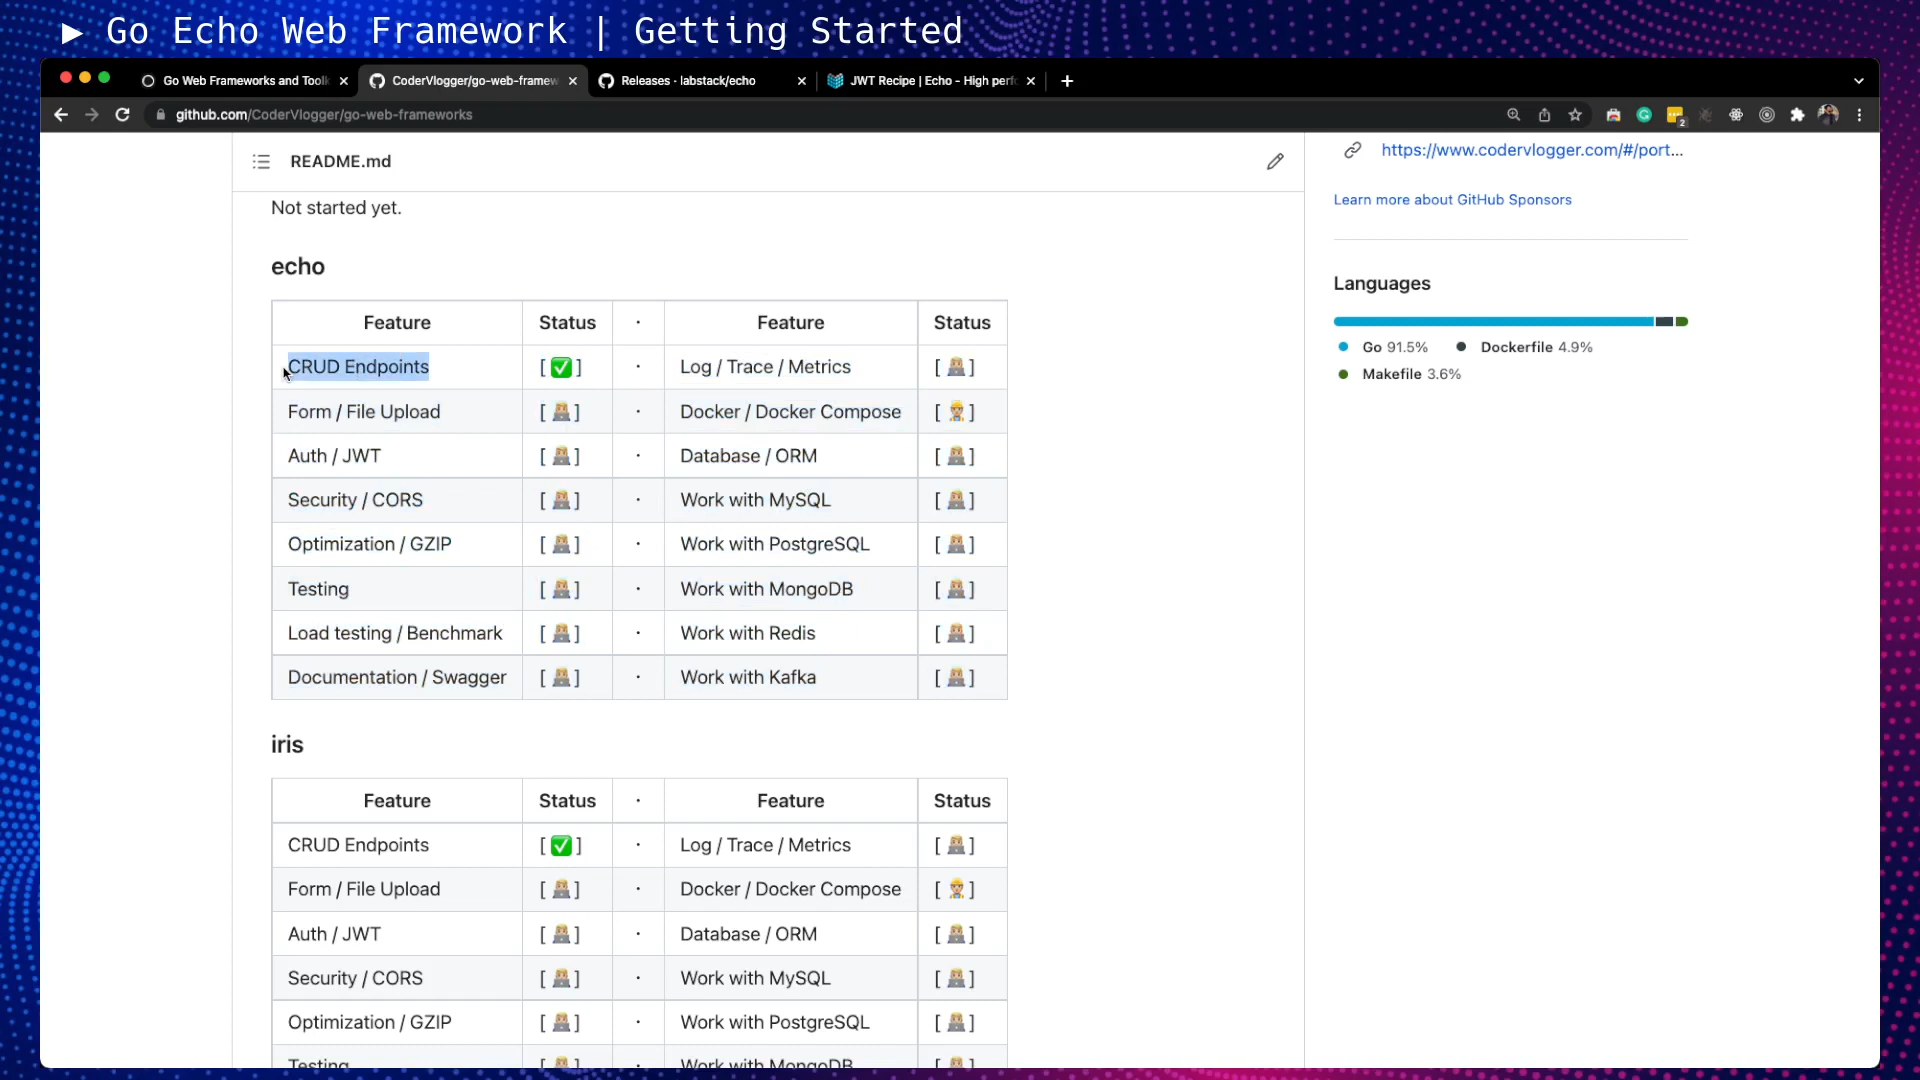 ▶ Go Echo Web Framework | Getting Started
Go Web Frameworks and Toolk
CoderVlogger/go-web-framew
Releases · labstack/echo
JWT Recipe | Echo - High perfo
github.com/CoderVlogger/go-web-frameworks
2
README.md
https://www.codervlogger.com/#/port...
Learn more about GitHub Sponsors
Languages
Go 91.5% Dockerfile 4.9%
Makefile 3.6%
Not started yet.
echo
Feature Status · Feature Status
CRUD Endpoints [ ✅ ] · Log / Trace / Metrics [ 👨🏼‍💻 ]
Form / File Upload [ 👨🏼‍💻 ] · Docker / Docker Compose [ 👷🏼 ]
Auth / JWT [ 👨🏼‍💻 ] · Database / ORM [ 👨🏼‍💻 ]
Security / CORS [ 👨🏼‍💻 ] · Work with MySQL [ 👨🏼‍💻 ]
Optimization / GZIP [ 👨🏼‍💻 ] · Work with PostgreSQL [ 👨🏼‍💻 ]
Testing [ 👨🏼‍💻 ] · Work with MongoDB [ 👨🏼‍💻 ]
Load testing / Benchmark [ 👨🏼‍💻 ] · Work with Redis [ 👨🏼‍💻 ]
Documentation / Swagger [ 👨🏼‍💻 ] · Work with Kafka [ 👨🏼‍💻 ]
iris
Feature Status · Feature Status
CRUD Endpoints [ ✅ ] · Log / Trace / Metrics [ 👨🏼‍💻 ]
Form / File Upload [ 👨🏼‍💻 ] · Docker / Docker Compose [ 👷🏼 ]
Auth / JWT [ 👨🏼‍💻 ] · Database / ORM [ 👨🏼‍💻 ]
Security / CORS [ 👨🏼‍💻 ] · Work with MySQL [ 👨🏼‍💻 ]
Optimization / GZIP [ 👨🏼‍💻 ] · Work with PostgreSQL [ 👨🏼‍💻 ]
Testing [ 👨🏼‍💻 ] · Work with MongoDB [ 👨🏼‍💻 ]